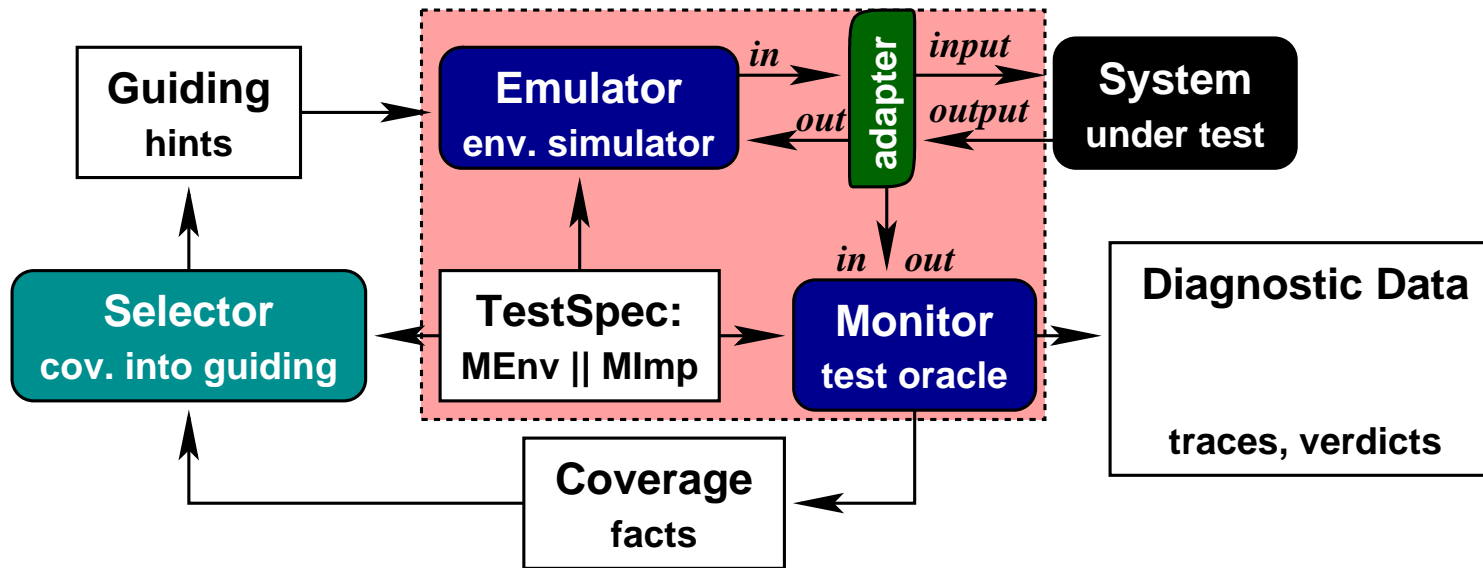 Guiding
hints
in
out
Emulator
env. simulator
adapter
input
output
System
under test
in out
Selector
cov. into guiding
TestSpec:
MEnv || MImp
Monitor
test oracle
Diagnostic Data
traces, verdicts
Coverage
facts